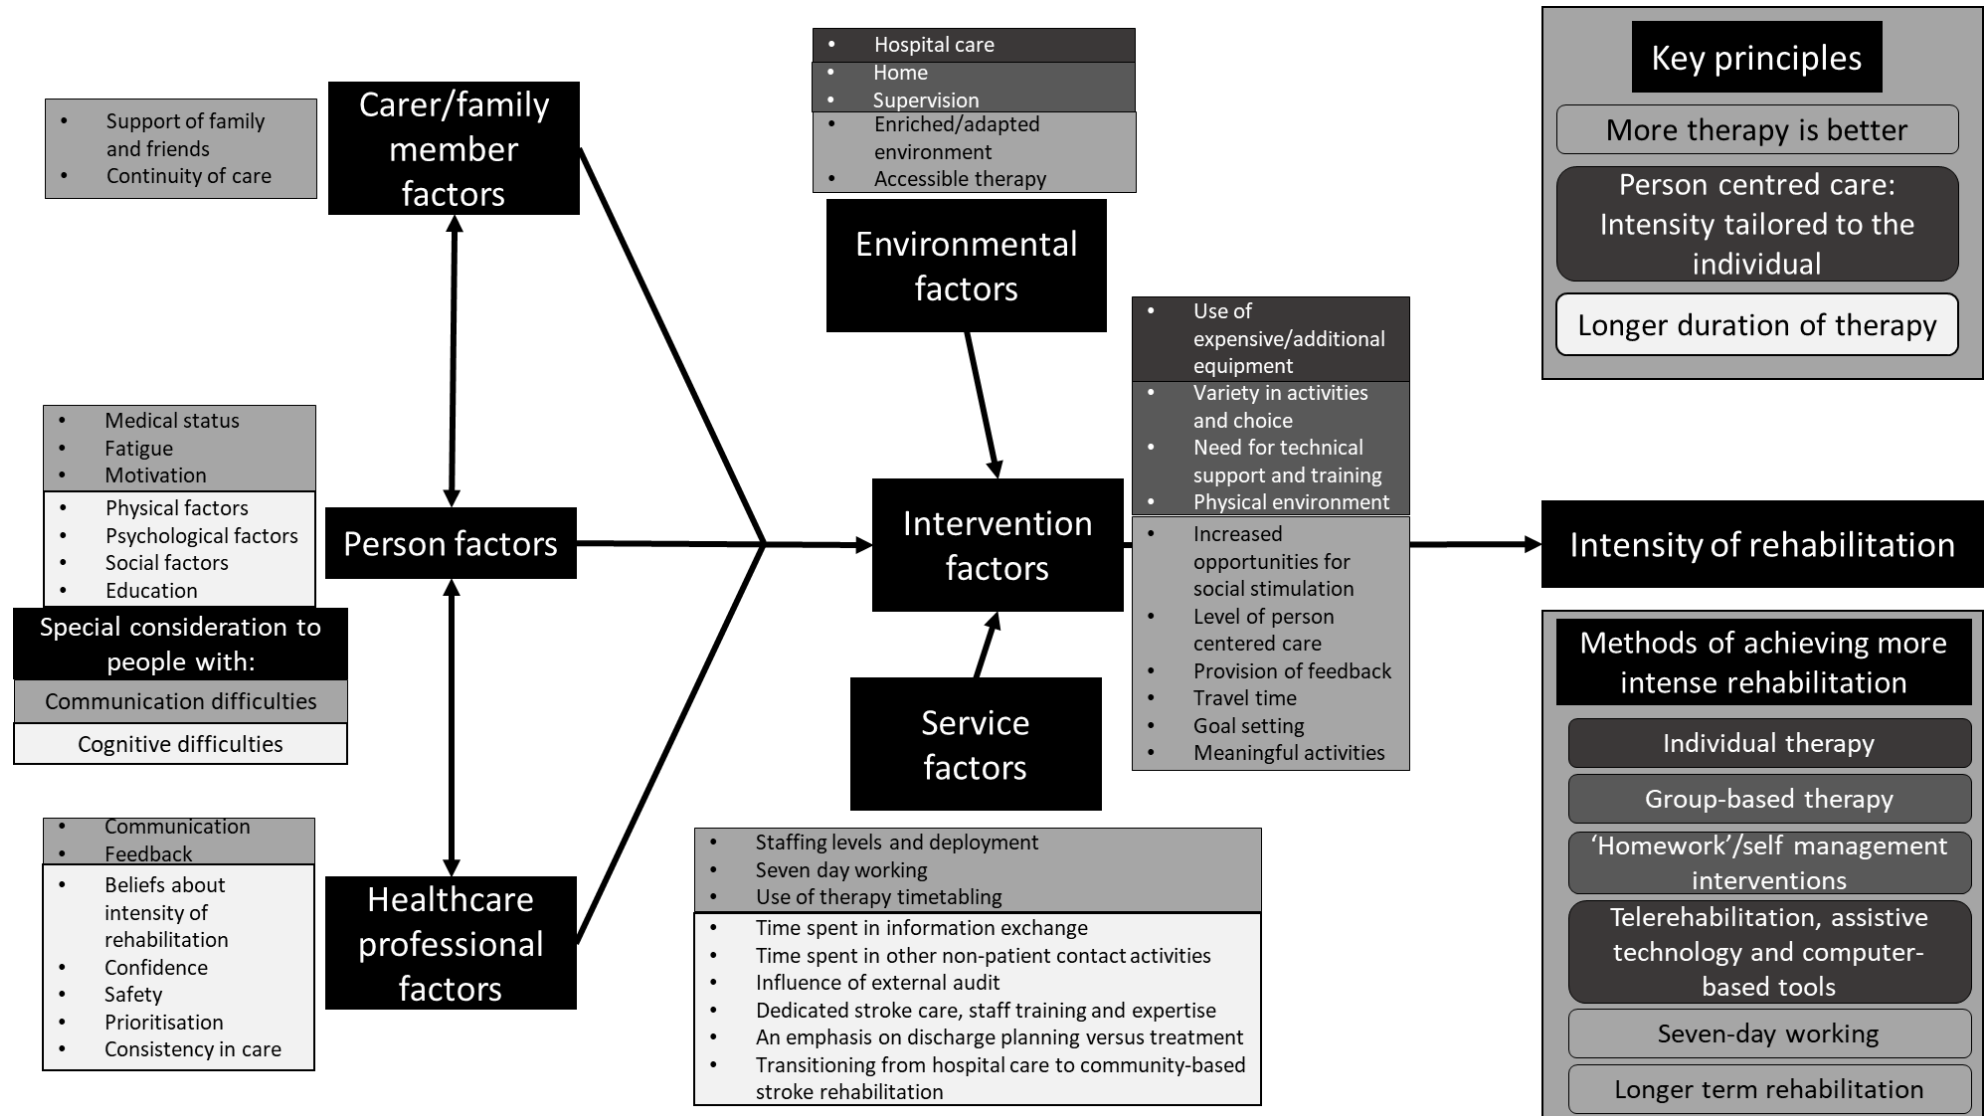 Support of family
and friends
Continuity of care
Carer/family
member
factors
Medical status
Fatigue
Motivation
Physical factors
Psychological factors
Social factors
Education
Person factors
Special consideration to
people with:
Communication difficulties
Cognitive difficulties
Communication
Feedback
Beliefs about
intensity of
rehabilitation
Confidence
Safety
Prioritisation
Consistency in care
Healthcare
professional
factors
Hospital care
Home
Supervision
Enriched/adapted
environment
Accessible therapy
Environmental
factors
Intervention
factors
Service
factors
Staffing levels and deployment
Seven day working
Use of therapy timetabling
Time spent in information exchange
Time spent in other non-patient contact activities
Influence of external audit
Dedicated stroke care, staff training and expertise
An emphasis on discharge planning versus treatment
Transitioning from hospital care to community-based
stroke rehabilitation
Use of
expensive/additional
equipment
Variety in activities
and choice
Need for technical
support and training
Physical environment
Increased
opportunities for
social stimulation
Level of person
centered care
Provision of feedback
Travel time
Goal setting
Meaningful activities
Key principles
More therapy is better
Person centred care:
Intensity tailored to the
individual
Longer duration of therapy
Intensity of rehabilitation
Methods of achieving more
intense rehabilitation
Individual therapy
Group-based therapy
‘Homework’/self management
interventions
Telerehabilitation, assistive
technology and computer-
based tools
Seven-day working
Longer term rehabilitation